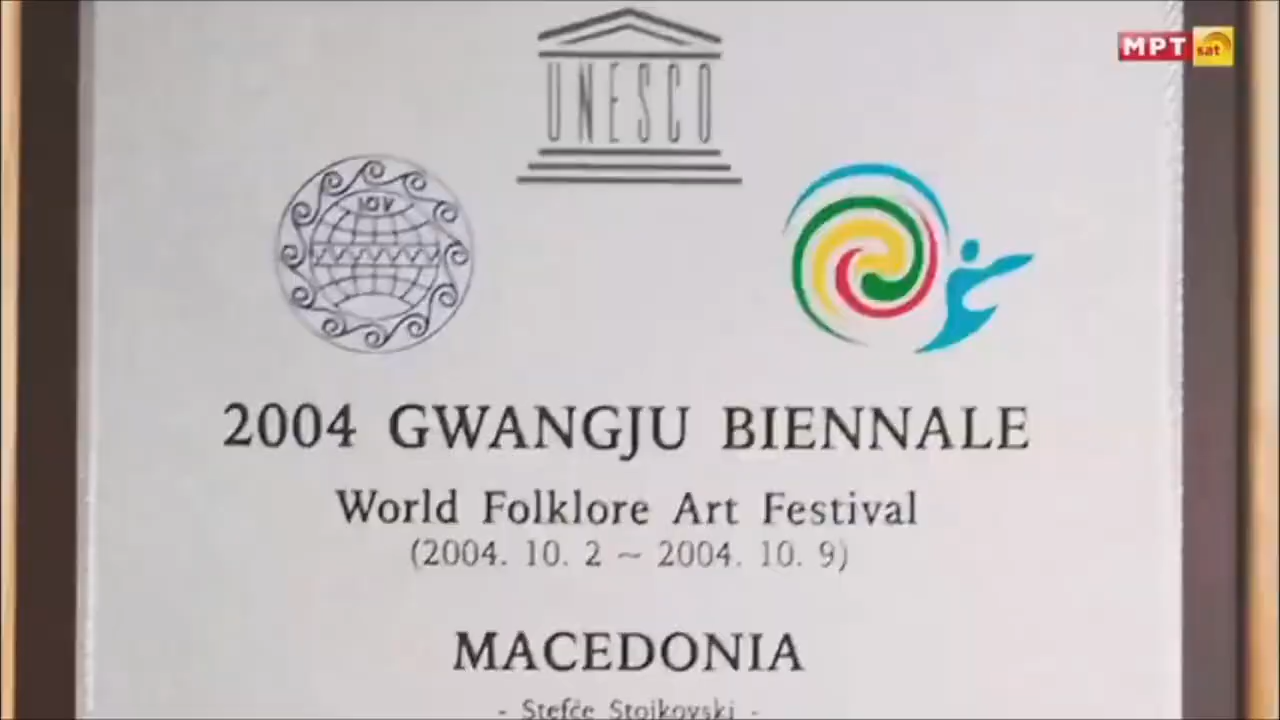 МРТ sat
UNESCO
IOV
2004 GWANGJU BIENNALE
World Folklore Art Festival
(2004. 10. 2 ~ 2004. 10. 9)
MACEDONIA
- Stefče Stojkovski -